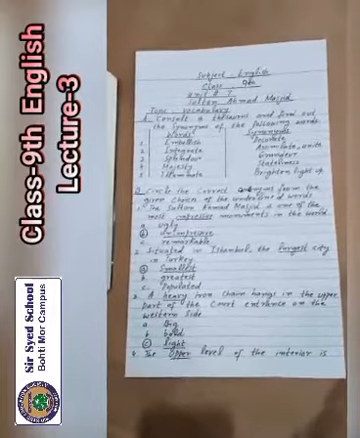 Class-9th English
Lecture-3
Sir Syed School
Bohti Mor Campus
Subject - English
Class 9th
Unit # 7
Sultan Ahmad Masjid
Topic - vocabulary
A. Consult a thesaurus and find out
the synonyms of the following words.
Words Synonyms
1 Embellish Decorate
2 Integrate Assimilate, unite
3 Splendour Grandeur
4 Majesty Stateliness
5 Illuminate Brighten, light up
B. Circle the correct antonyms from the
given choices of the underlined words
1. The Sultan Ahmad Masjid is one of the
most impressive monuments in the world.
a. ugly
b unimpressive
c. remarkable
2. Situated in Istanbul, the largest city
in Turkey
a Smallest
b. greatest
c. Populated
3. A heavy iron chain hangs in the upper
part of the Court entrance on the
western side
a. Big
b.
c light
4. The Upper level of the interior is